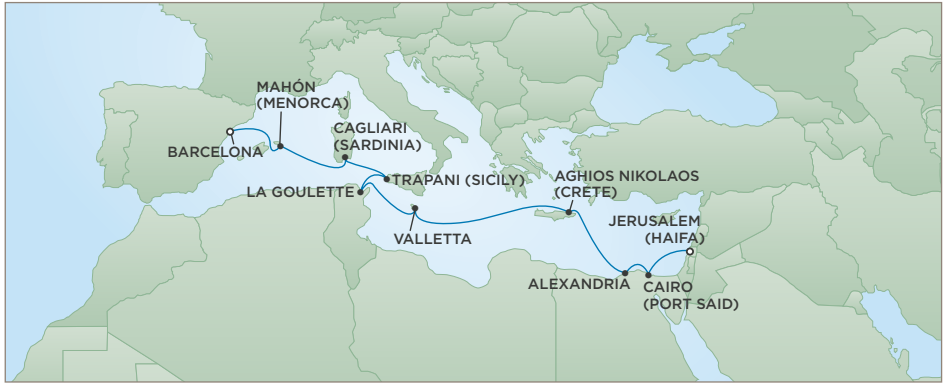 MAHÓN
(MENORCA)
CAGLIARI
(SARDINIA)
BARCELONA
LA GOULETTE
TRAPANI (SICILY)
AGHIOS NIKOLAOS
(CRETE)
JERUSALEM
(HAIFA)
VALLETTA
ALEXANDRIA
CAIRO
(PORT SAID)